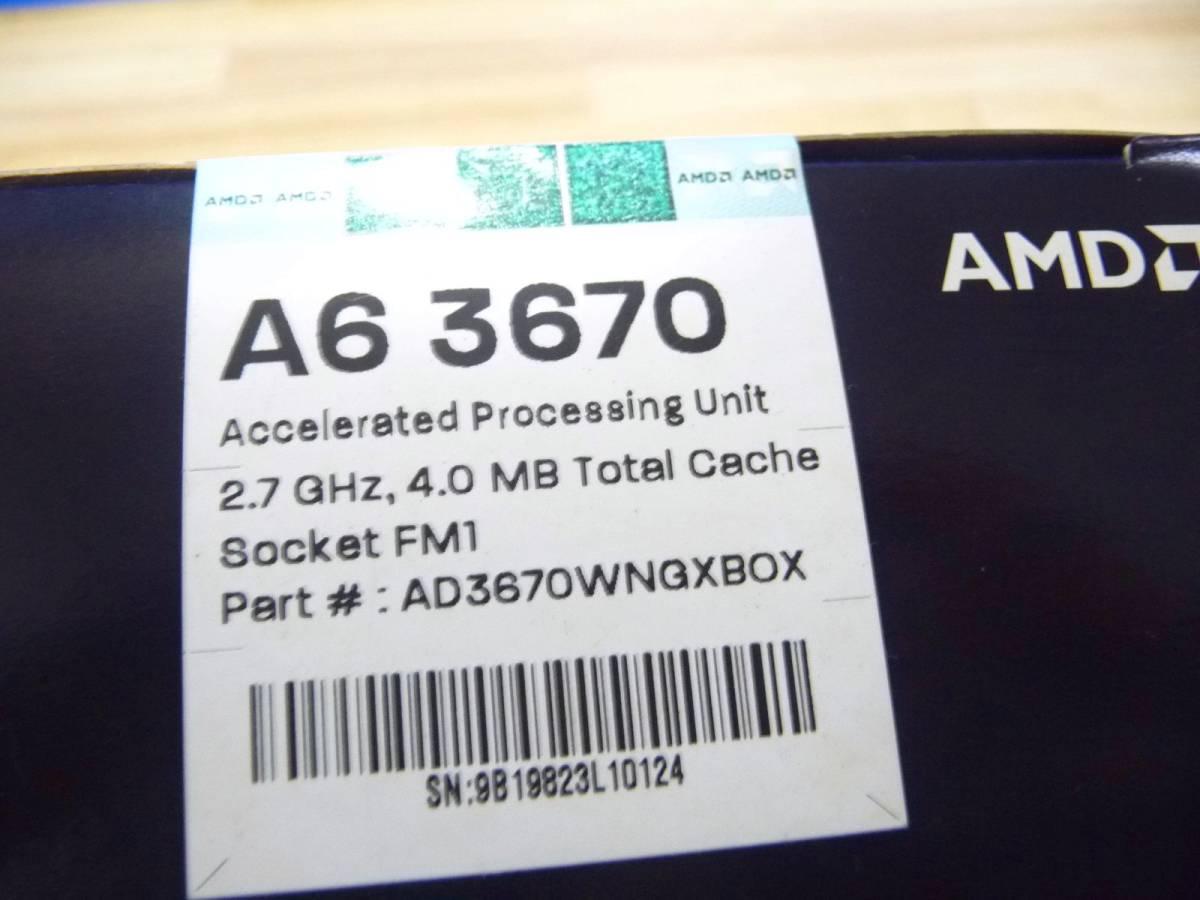 AMD AMD AMD AMD
AMD
A6 3670
Accelerated Processing Unit
2.7 GHz, 4.0 MB Total Cache
Socket FM1
Part # : AD3670WNGXBOX
SN:9B19823L10124